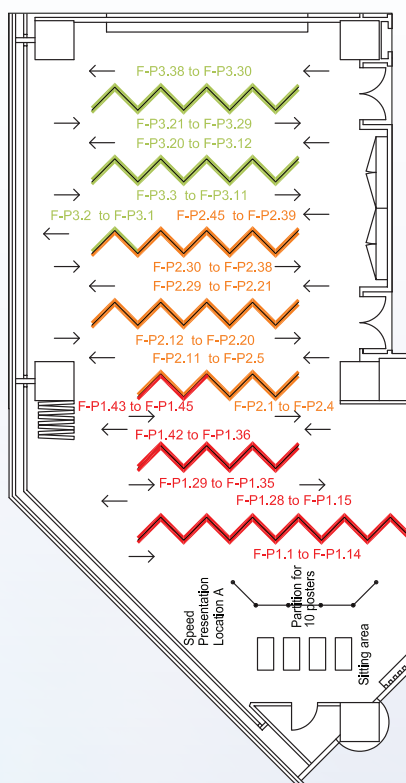 F-P3.38 to F-P3.30
F-P3.21 to F-P3.29
F-P3.20 to F-P3.12
F-P3.3 to F-P3.11
F-P3.2 to F-P3.1
F-P2.45 to F-P2.39
F-P2.30 to F-P2.38
F-P2.29 to F-P2.21
F-P2.12 to F-P2.20
F-P2.11 to F-P2.5
F-P1.43 to F-P1.45
F-P2.1 to F-P2.4
F-P1.42 to F-P1.36
F-P1.29 to F-P1.35
F-P1.28 to F-P1.15
F-P1.1 to F-P1.14
Speed
Presentation
Location A
Partition for
10 posters
Sitting area